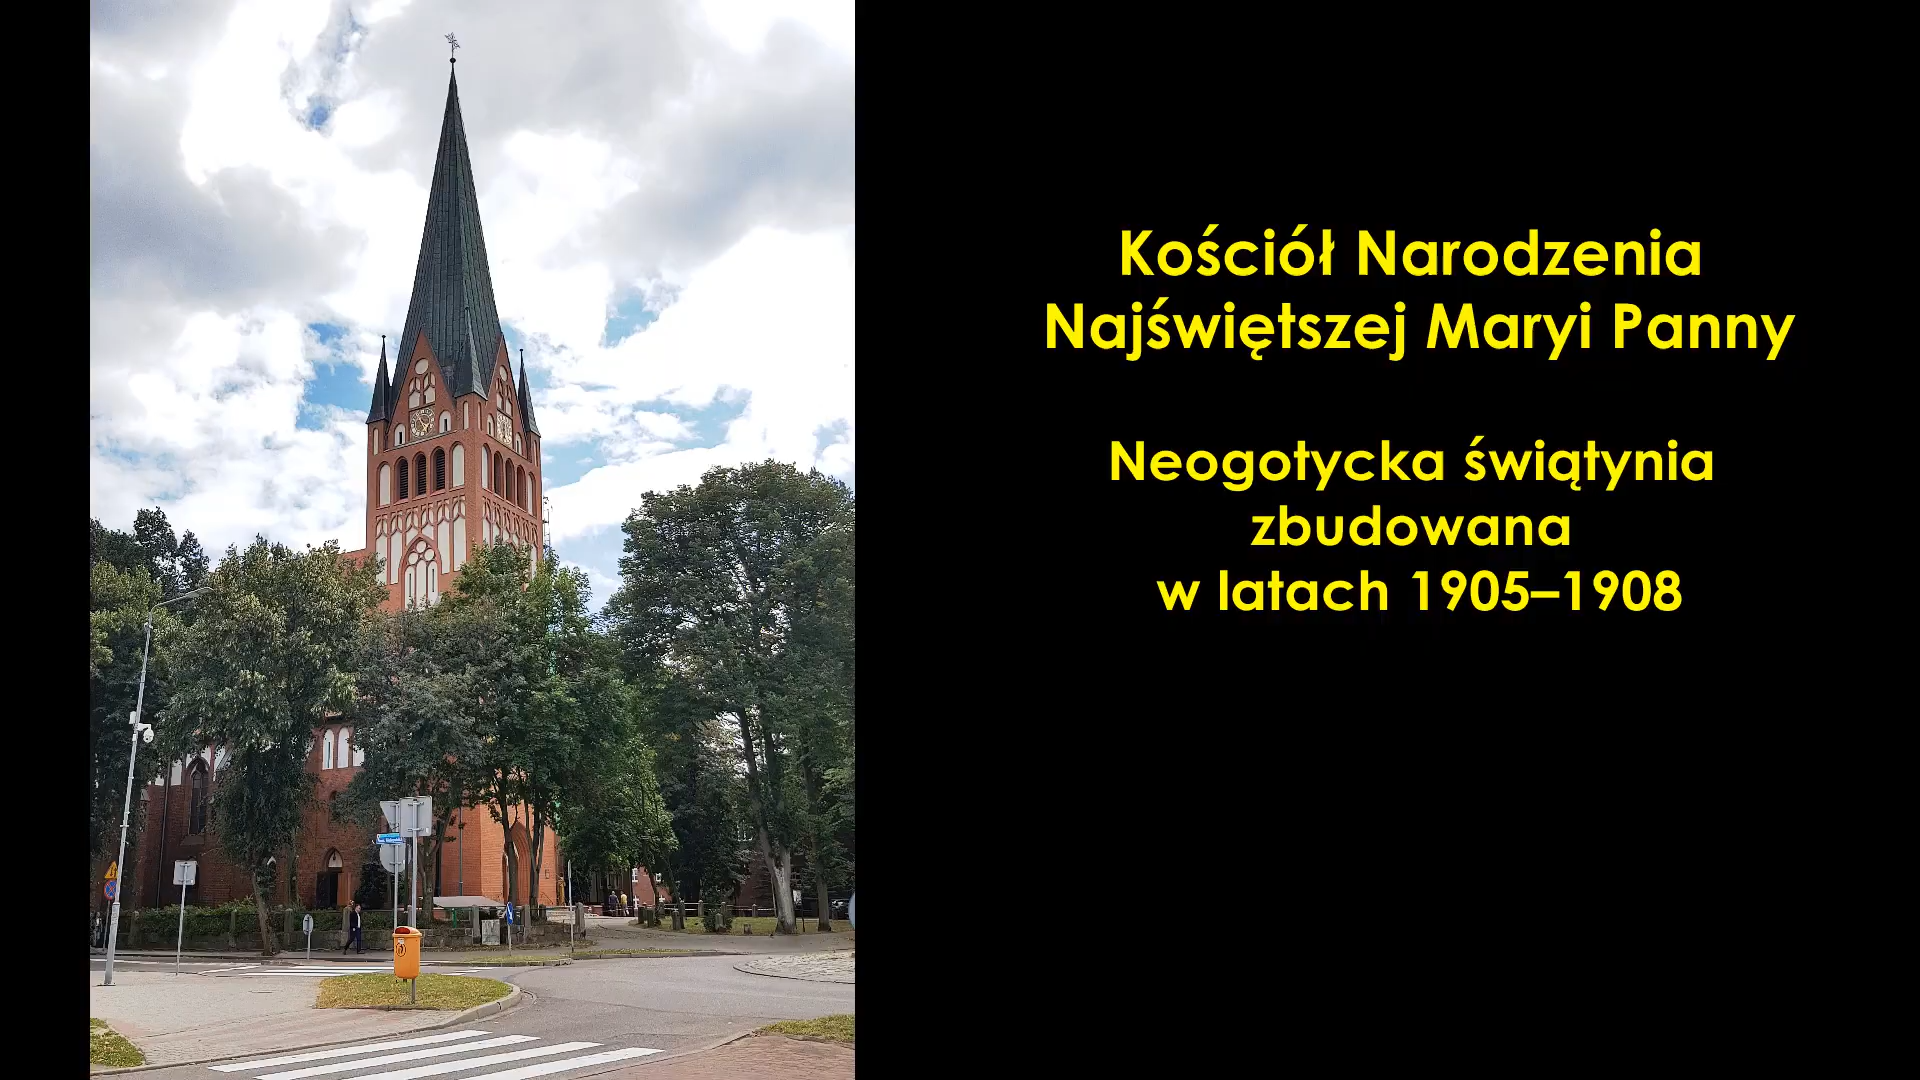 Kościół Narodzenia
Najświętszej Maryi Panny
Neogotycka świątynia
zbudowana
w latach 1905–1908